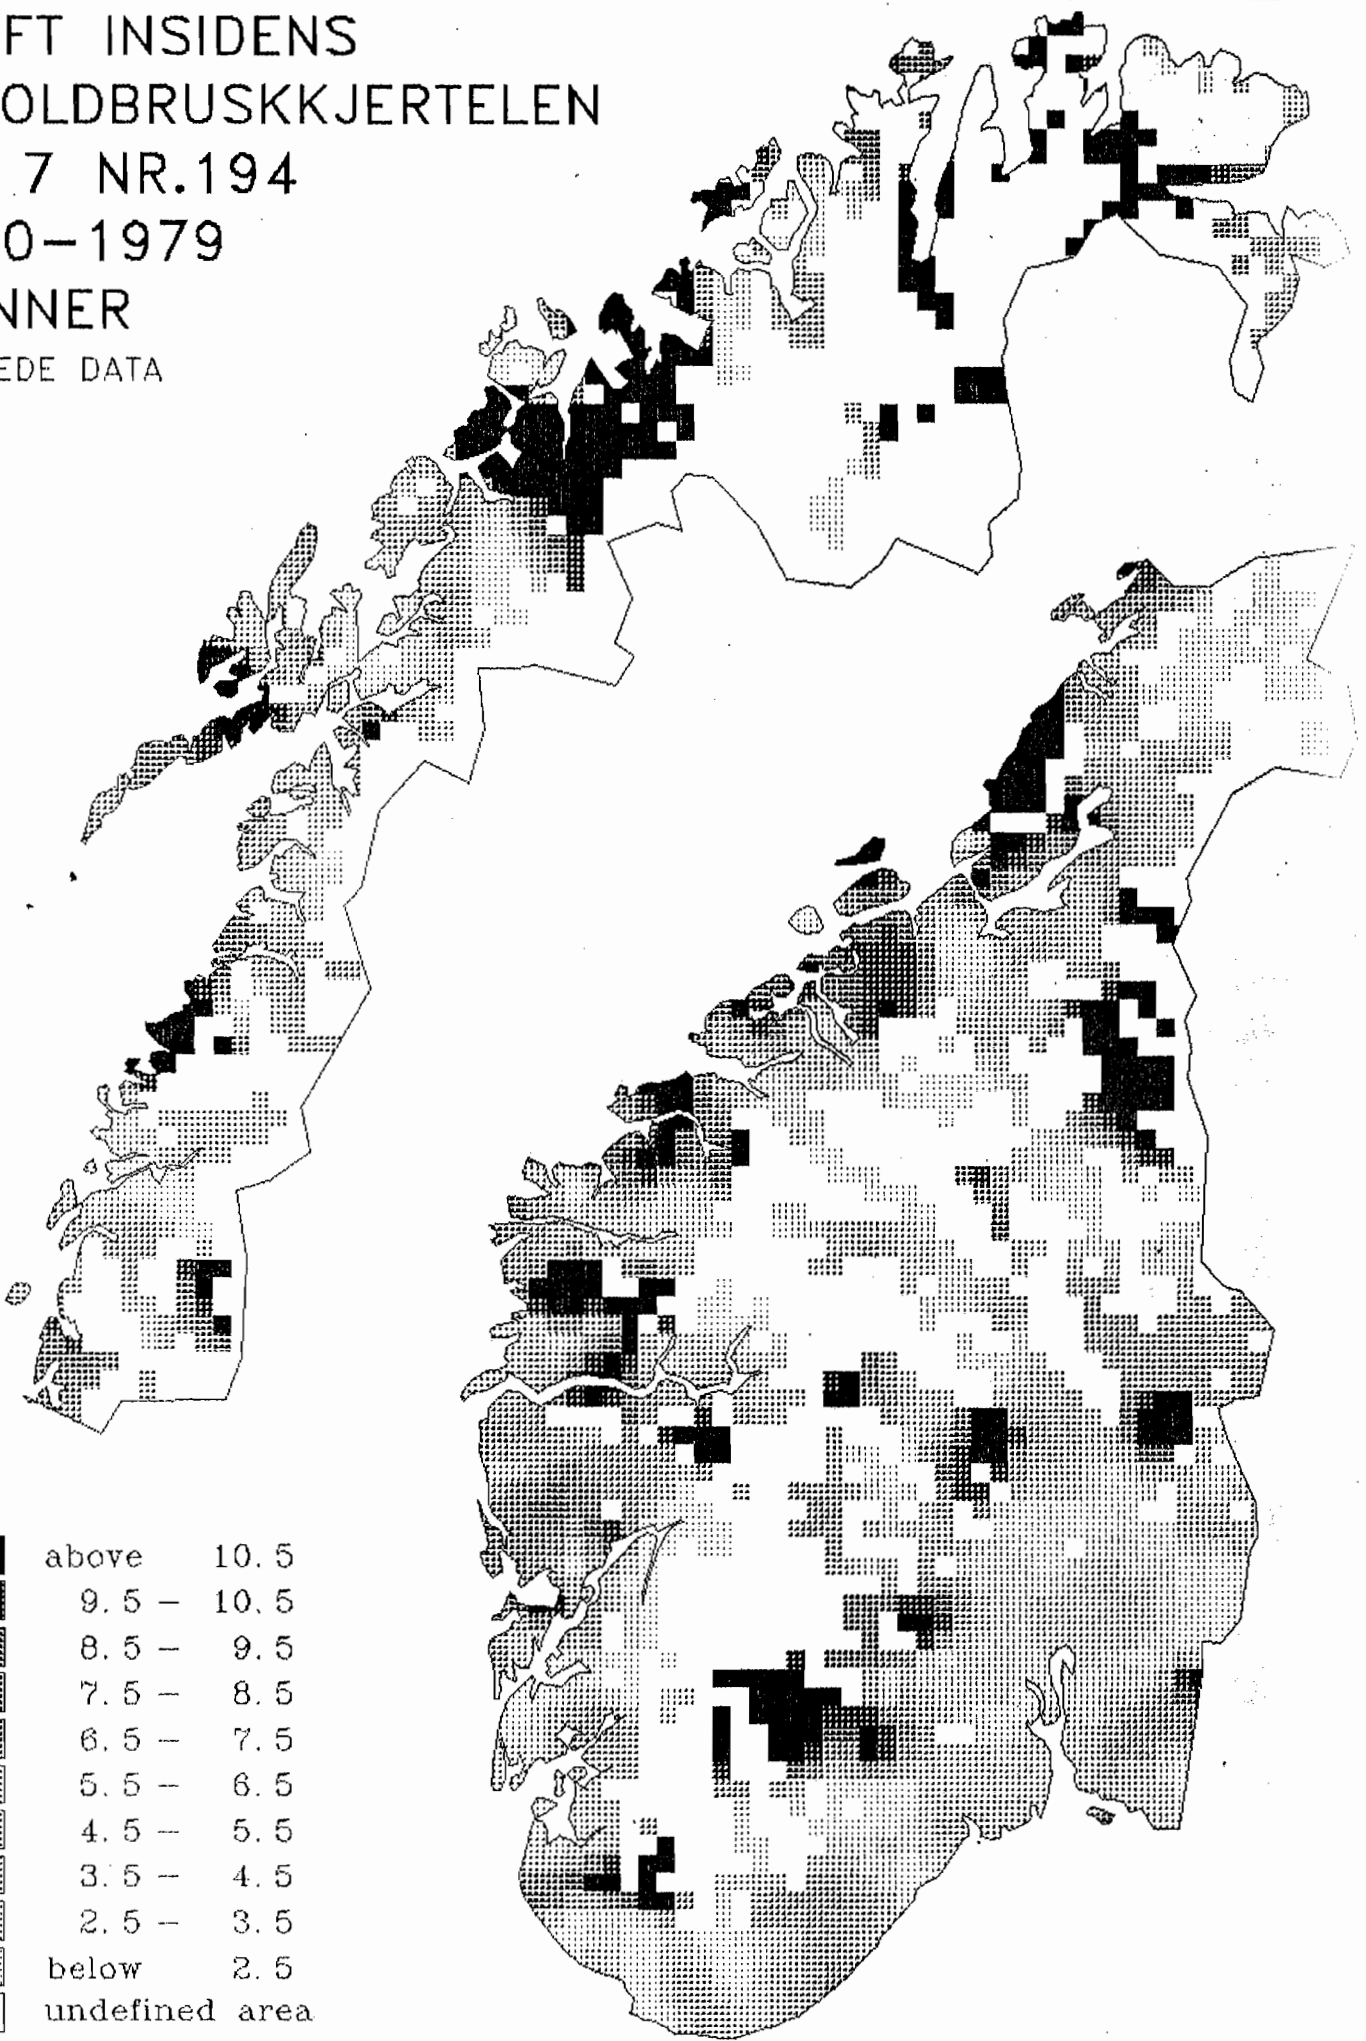 FT INSIDENS
OLDBRUSKKJERTELEN
7 NR.194
0-1979
NNER
EDE DATA
above 10.5
9.5 - 10.5
8.5 - 9.5
7.5 - 8.5
6.5 - 7.5
5.5 - 6.5
4.5 - 5.5
3.5 - 4.5
2.5 - 3.5
below 2.5
undefined area